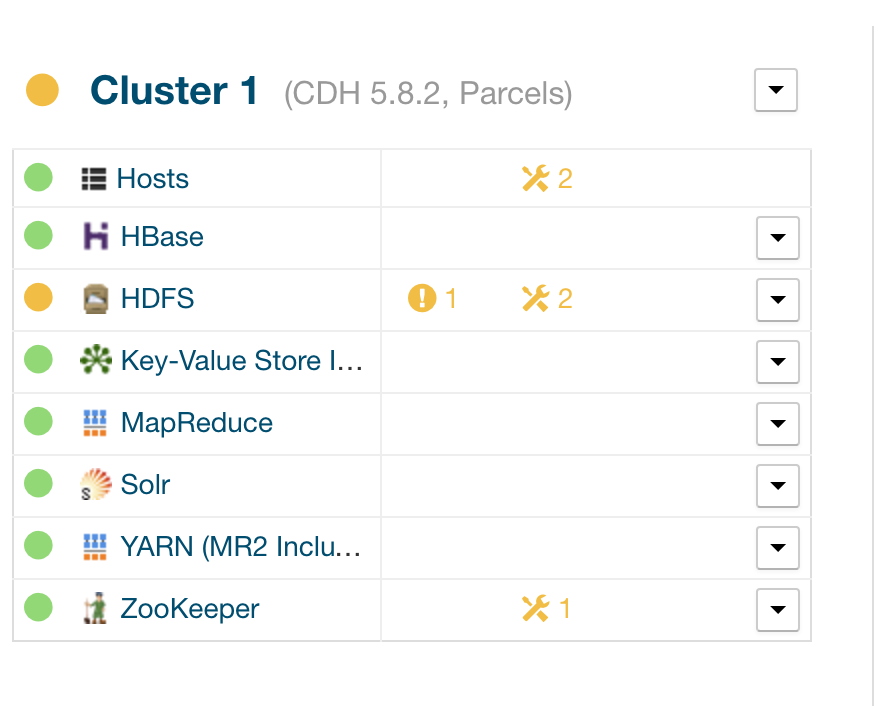 Cluster 1 (CDH 5.8.2, Parcels)
Hosts 2
HBase
HDFS 1 2
Key-Value Store I...
MapReduce
Solr
YARN (MR2 Inclu...
ZooKeeper 1